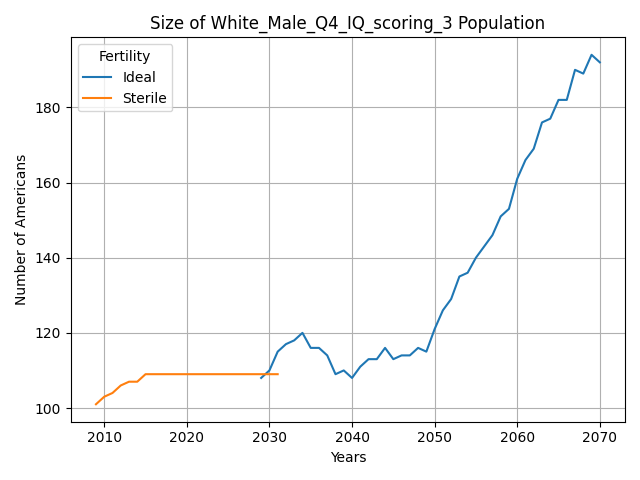 Size of White_Male_Q4_IQ_scoring_3 Population
Fertility
Ideal
Sterile
180
160
140
120
100
Number of Americans
2010
2020
2030
2040
2050
2060
2070
Years